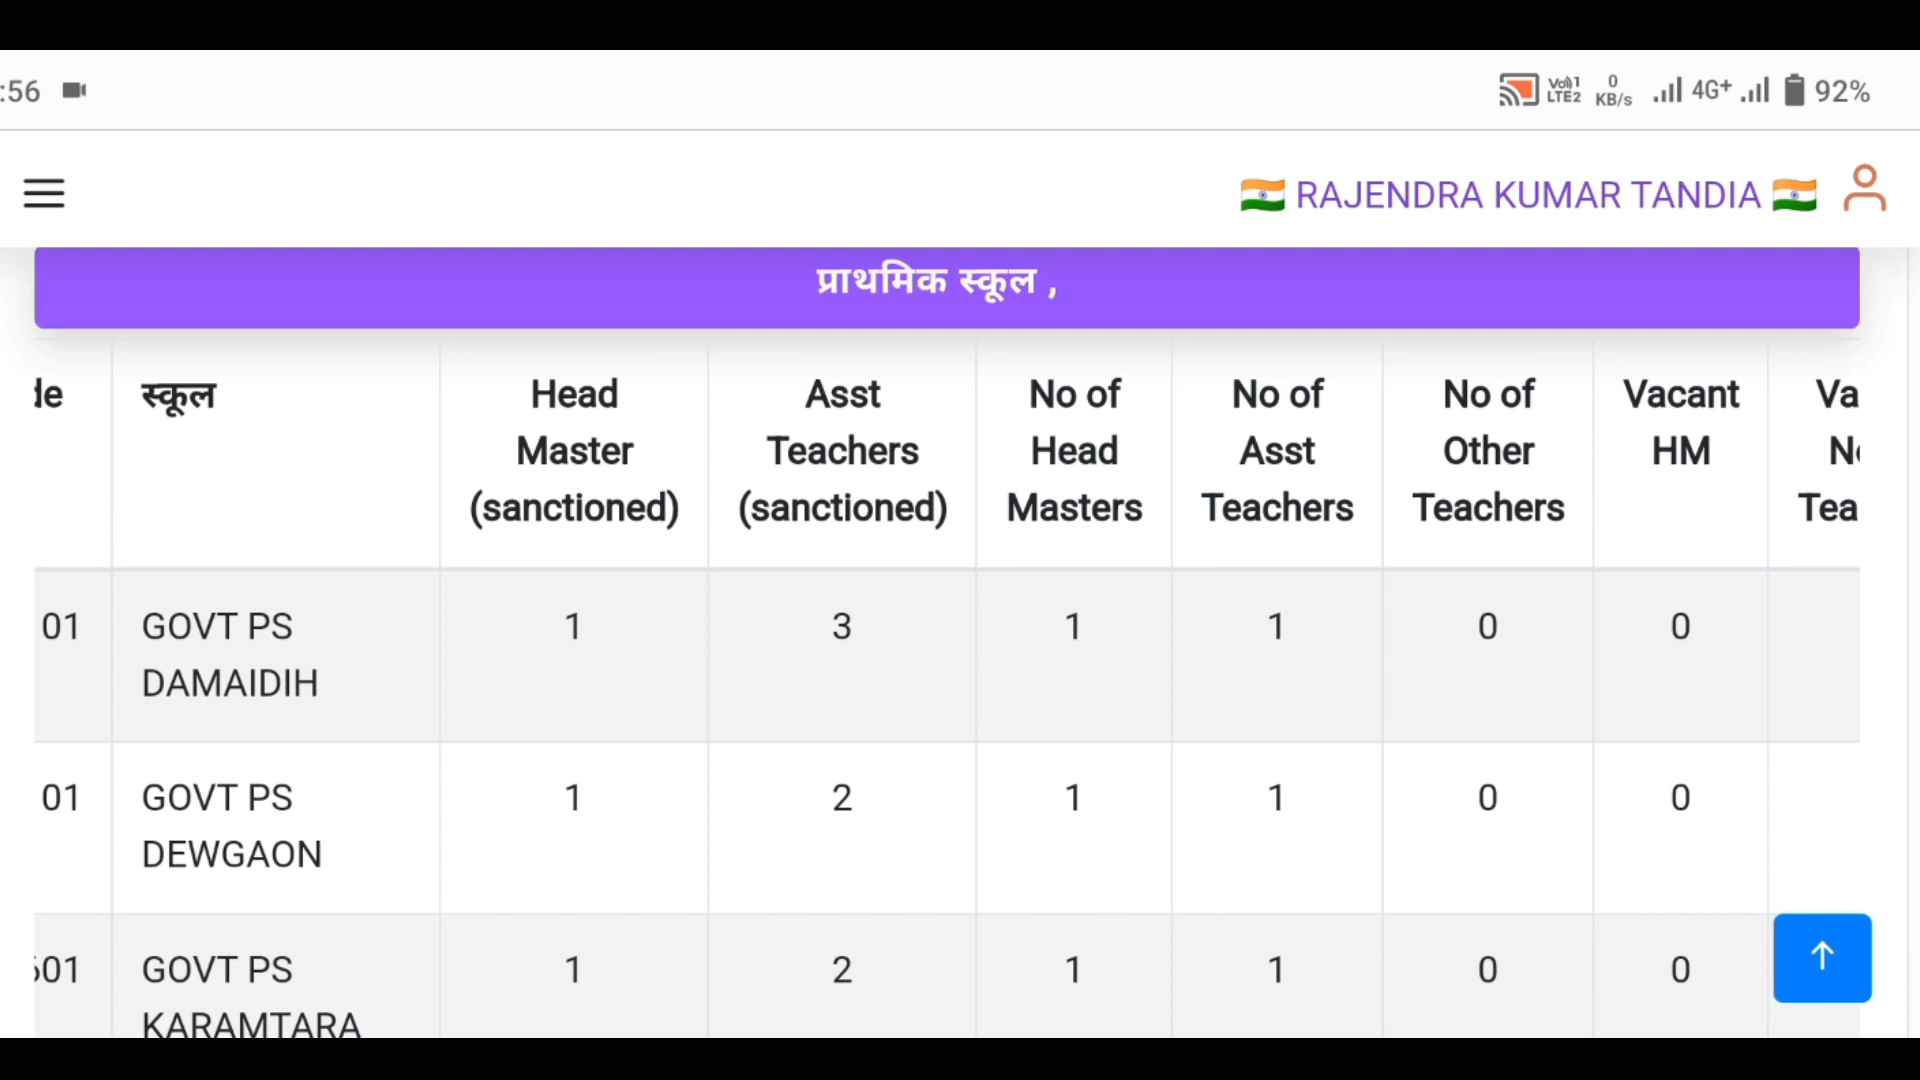 :56 Vo) 1 LTE2 0 KB/s 4G+ 92%
RAJENDRA KUMAR TANDIA
प्राथमिक स्कूल ,
स्कूल Head Asst No of No of No of Vacant
Master Teachers Head Asst Other HM
(sanctioned) (sanctioned) Masters Teachers Teachers
01 GOVT PS 1 3 1 1 0 0
DAMAIDIH
01 GOVT PS 1 2 1 1 0 0
DEWGAON
601 GOVT PS 1 2 1 1 0 0
KARAMTARA